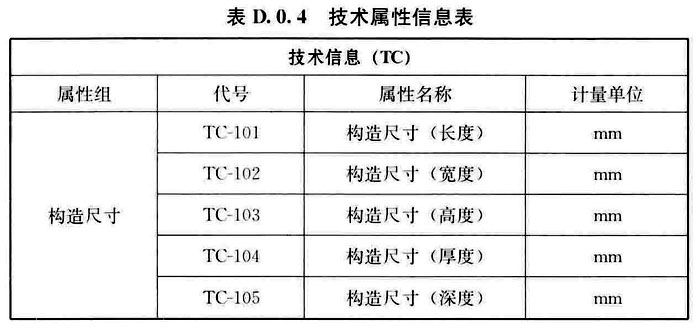 表 D.0.4 技术属性信息表
技术信息（TC）
属性组 代号 属性名称 计量单位
TC-101 构造尺寸（长度） mm
TC-102 构造尺寸（宽度） mm
构造尺寸 TC-103 构造尺寸（高度） mm
TC-104 构造尺寸（厚度） mm
TC-105 构造尺寸（深度） mm